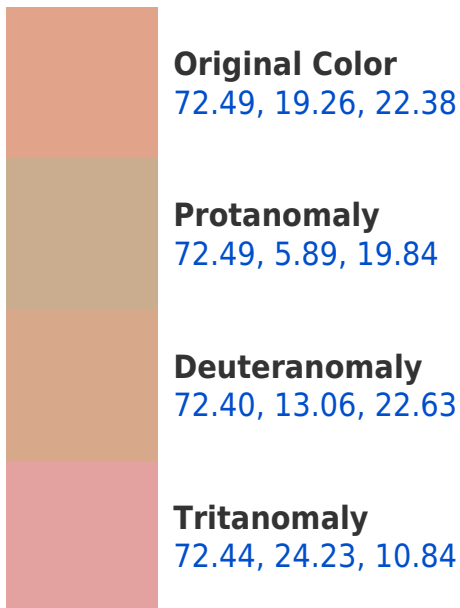 Original Color
72.49, 19.26, 22.38
Protanomaly
72.49, 5.89, 19.84
Deuteranomaly
72.40, 13.06, 22.63
Tritanomaly
72.44, 24.23, 10.84